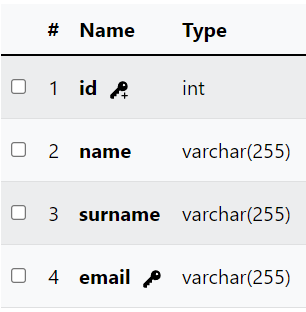 # Name Type
1 id int
2 name varchar(255)
3 surname varchar(255)
4 email varchar(255)